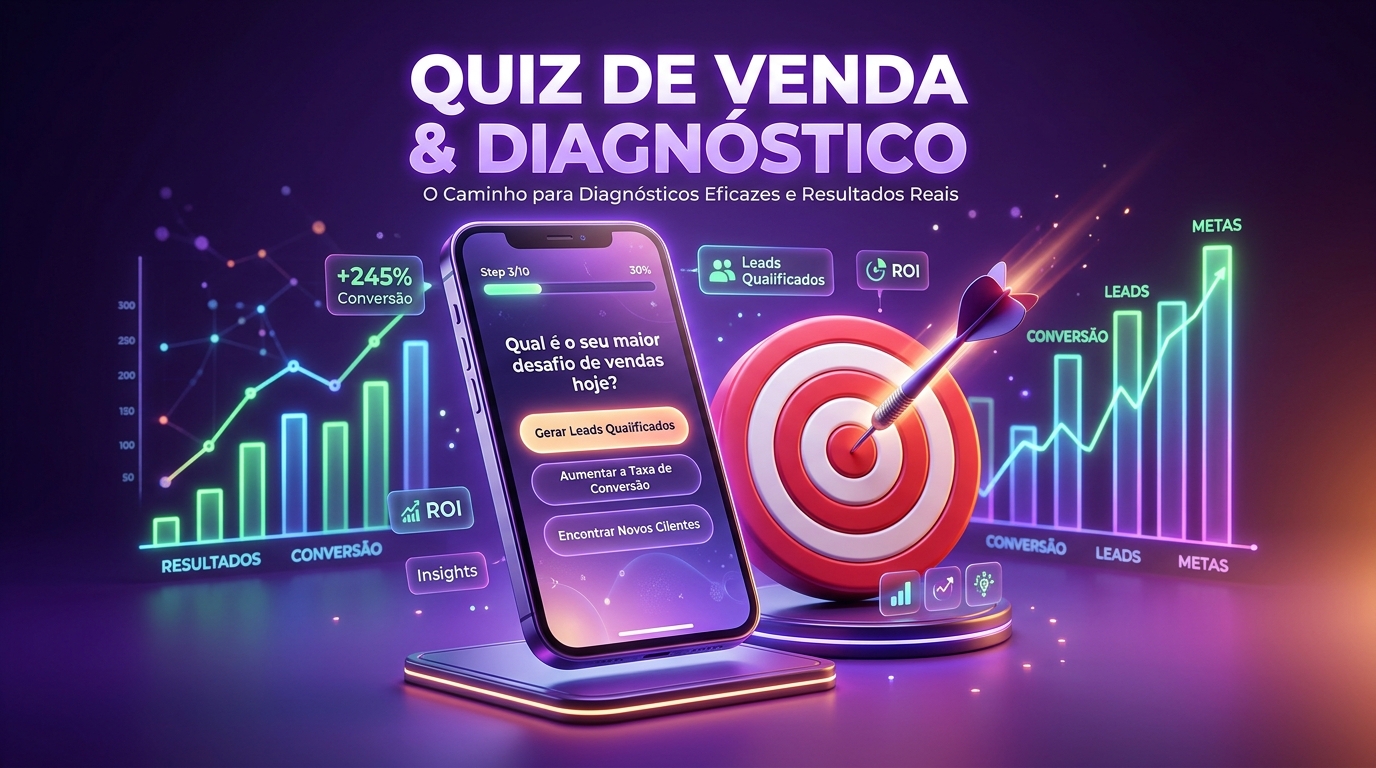 QUIZ DE VENDA
& DIAGNÓSTICO
O Caminho para Diagnósticos Eficazes e Resultados Reais
+245%
Conversão
300
250
200
150
100
50
RESULTADOS
CONVERSÃO
ROI
Insights
Step 3/10
30%
Qual é o seu maior
desafio de vendas
hoje?
Gerar Leads Qualificados
Aumentar a Taxa de
Conversão
Encontrar Novos Clientes
Leads
Qualificados
ROI
METAS
LEADS
CONVERSÃO
CONVERSÃO
LEADS
METAS